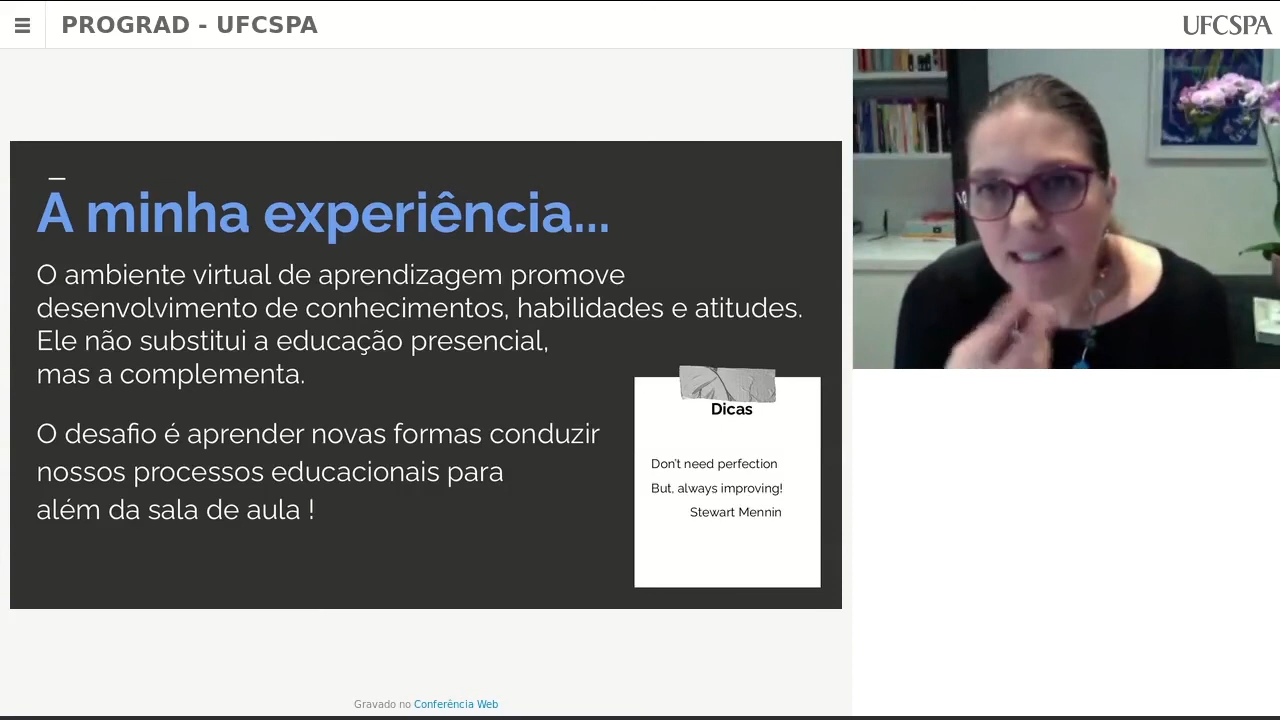 PROGRAD - UFCSPA
UFCSPA
A minha experiência...
O ambiente virtual de aprendizagem promove
desenvolvimento de conhecimentos, habilidades e atitudes.
Ele não substitui a educação presencial,
mas a complementa.
O desafio é aprender novas formas conduzir
nossos processos educacionais para
além da sala de aula !
Dicas
Don't need perfection
But, always improving!
Stewart Mennin
Gravado no Conferência Web